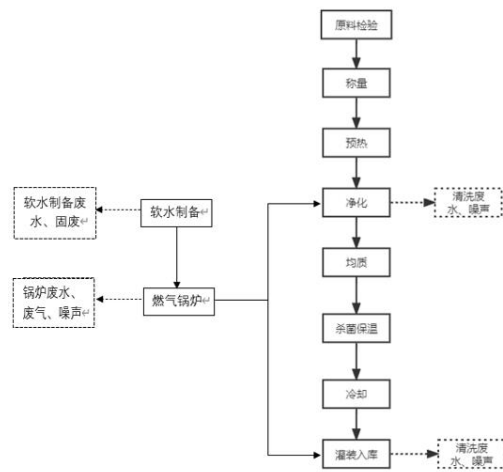 原料检验
称量
预热
净化
清洗废
水、噪声
软水制备废
水、固废
软水制备
锅炉废水、
废气、噪声
燃气锅炉
均质
杀菌保温
冷却
灌装入库
清洗废
水、噪声